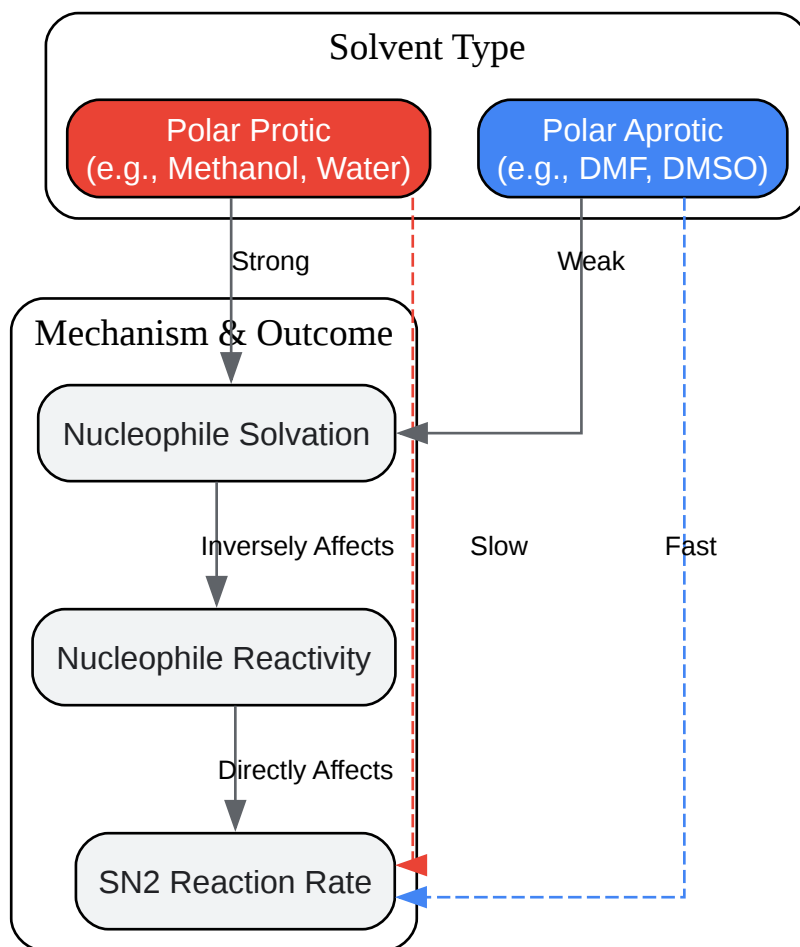 Solvent Type
Polar Protic
(e.g., Methanol, Water)
Polar Aprotic
(e.g., DMF, DMSO)
Strong
Weak
Mechanism & Outcome
Nucleophile Solvation
Inversely Affects
Slow
Fast
Nucleophile Reactivity
Directly Affects
SN2 Reaction Rate